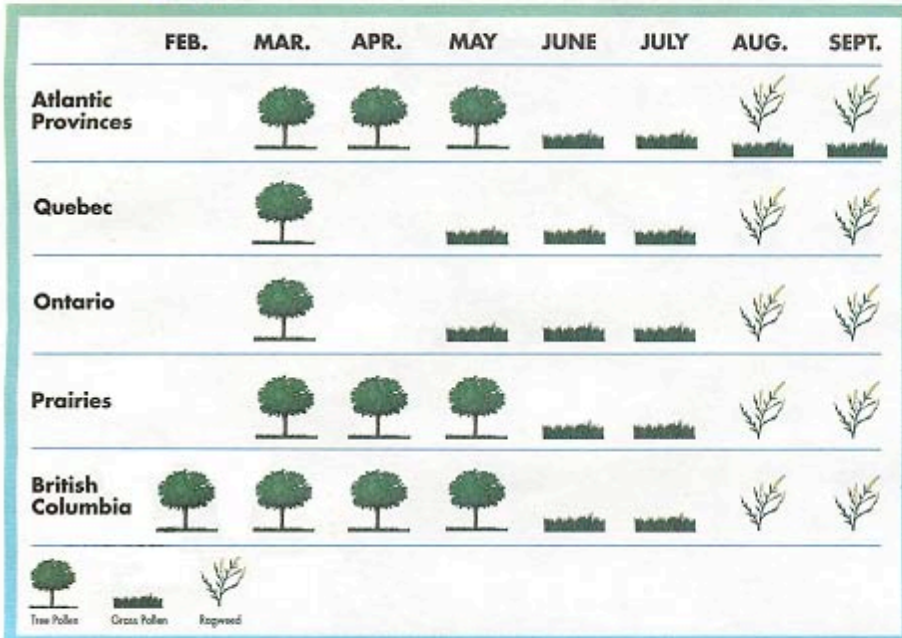 FEB. MAR. APR. MAY JUNE JULY AUG. SEPT.
Atlantic
Provinces
Quebec
Ontario
Prairies
British
Columbia
Tree Pollen Grass Pollen Ragweed